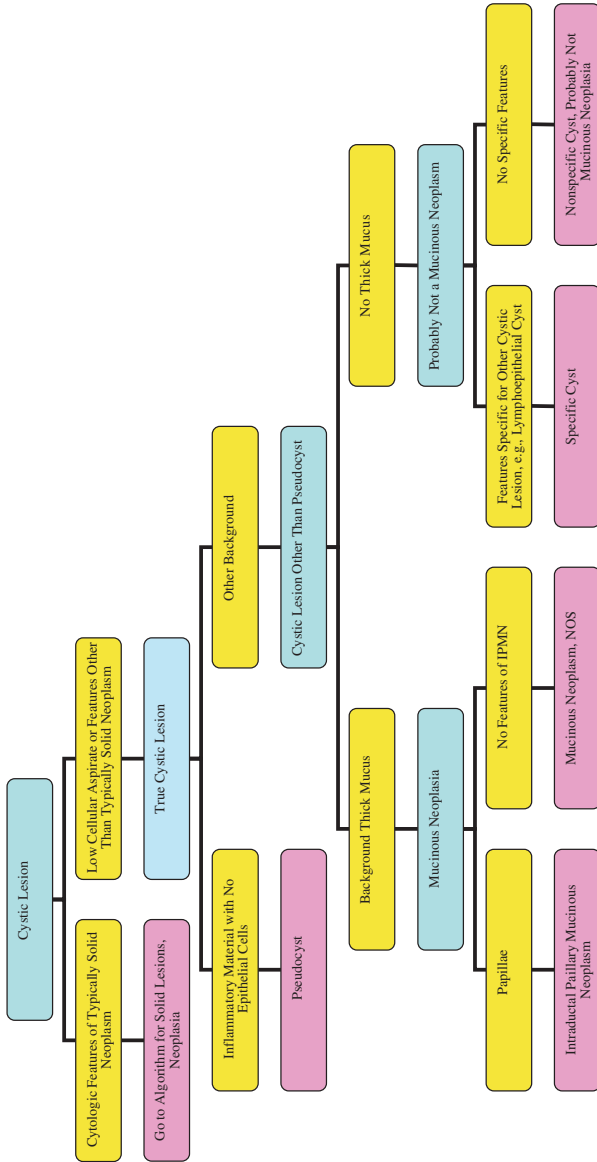 Cystic Lesion
Cytologic Features of Typically Solid
Neoplasm
Low Cellular Aspirate or Features Other
Than Typically Solid Neoplasm
Go to Algorithm for Solid Lesions,
Neoplasia
True Cystic Lesion
Inflammatory Material with No
Epithelial Cells
Other Background
Pseudocyst
Cystic Lesion Other Than Pseudocyst
Background Thick Mucus
No Thick Mucus
Mucinous Neoplasia
Probably Not a Mucinous Neoplasm
Papillae
No Features of IPMN
Features Specific for Other Cystic
Lesion, e.g., Lymphoepithelial Cyst
No Specific Features
Intraductal Paillary Mucinous
Neoplasm
Mucinous Neoplasm, NOS
Specific Cyst
Nonspecific Cyst, Probably Not
Mucinous Neoplasia